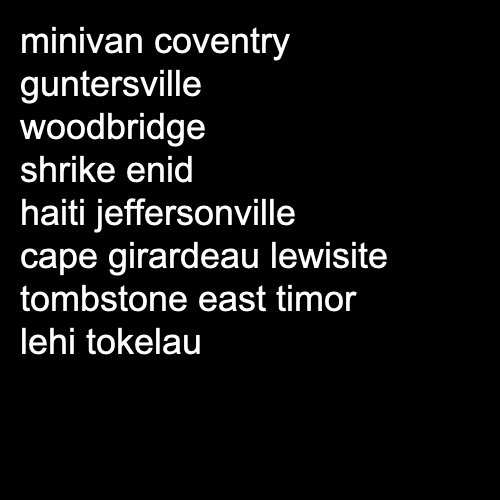 minivan coventry
guntersville
woodbridge
shrike enid
haiti jeffersonville
cape girardeau lewisite
tombstone east timor
lehi tokelau